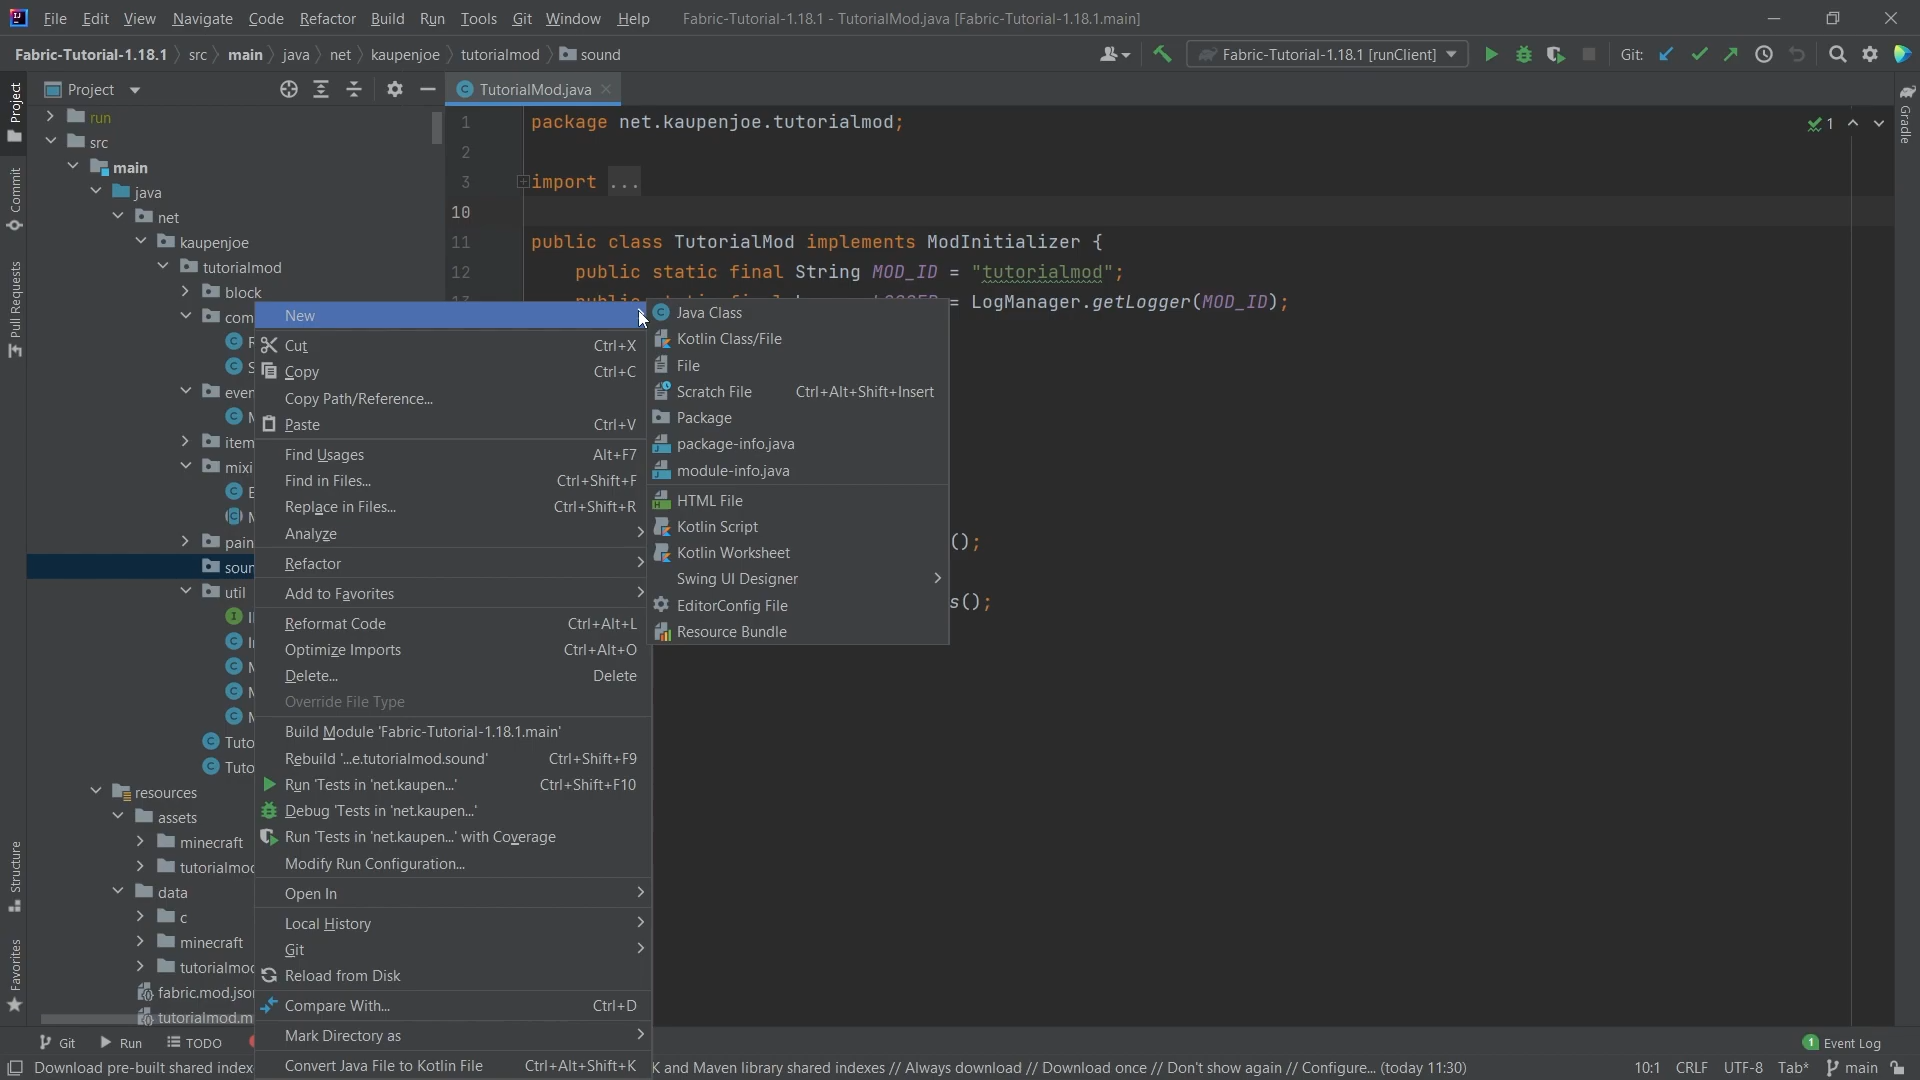 File Edit View Navigate Code Refactor Build Run Tools Git Window Help Fabric-Tutorial-1.18.1 - TutorialMod.java [Fabric-Tutorial-1.18.1.main]
Fabric-Tutorial-1.18.1 src main java net kaupenjoe tutorialmod sound Fabric-Tutorial-1.18.1 [runClient] Git:
Project TutorialMod.java
Project
Commit
Pull Requests
Structure
Favorites
Gradle
run
src
main
java
net
kaupenjoe
tutorialmod
block
com
even
item
mixi
pain
soun
util
Tuto
Tuto
resources
assets
minecraft
tutorialmo
data
c
minecraft
tutorialmo
fabric.mod.jso
tutorialmod.m
1 package net.kaupenjoe.tutorialmod;
2
3 import ...
10
11 public class TutorialMod implements ModInitializer {
12 public static final String MOD_ID = "tutorialmod";
= LogManager.getLogger(MOD_ID);
();
s();
1
New
Cut Ctrl+X
Copy Ctrl+C
Copy Path/Reference...
Paste Ctrl+V
Find Usages Alt+F7
Find in Files... Ctrl+Shift+F
Replace in Files... Ctrl+Shift+R
Analyze
Refactor
Add to Favorites
Reformat Code Ctrl+Alt+L
Optimize Imports Ctrl+Alt+O
Delete... Delete
Override File Type
Build Module 'Fabric-Tutorial-1.18.1.main'
Rebuild '...e.tutorialmod.sound' Ctrl+Shift+F9
Run 'Tests in 'net.kaupen...' Ctrl+Shift+F10
Debug 'Tests in 'net.kaupen...'
Run 'Tests in 'net.kaupen...' with Coverage
Modify Run Configuration...
Open In
Local History
Git
Reload from Disk
Compare With... Ctrl+D
Mark Directory as
Convert Java File to Kotlin File Ctrl+Alt+Shift+K
Java Class
Kotlin Class/File
File
Scratch File Ctrl+Alt+Shift+Insert
Package
package-info.java
module-info.java
HTML File
Kotlin Script
Kotlin Worksheet
Swing UI Designer
EditorConfig File
Resource Bundle
Git Run TODO 1 Event Log
Download pre-built shared index K and Maven library shared indexes // Always download // Download once // Don't show again // Configure... (today 11:30) 10:1 CRLF UTF-8 Tab* main